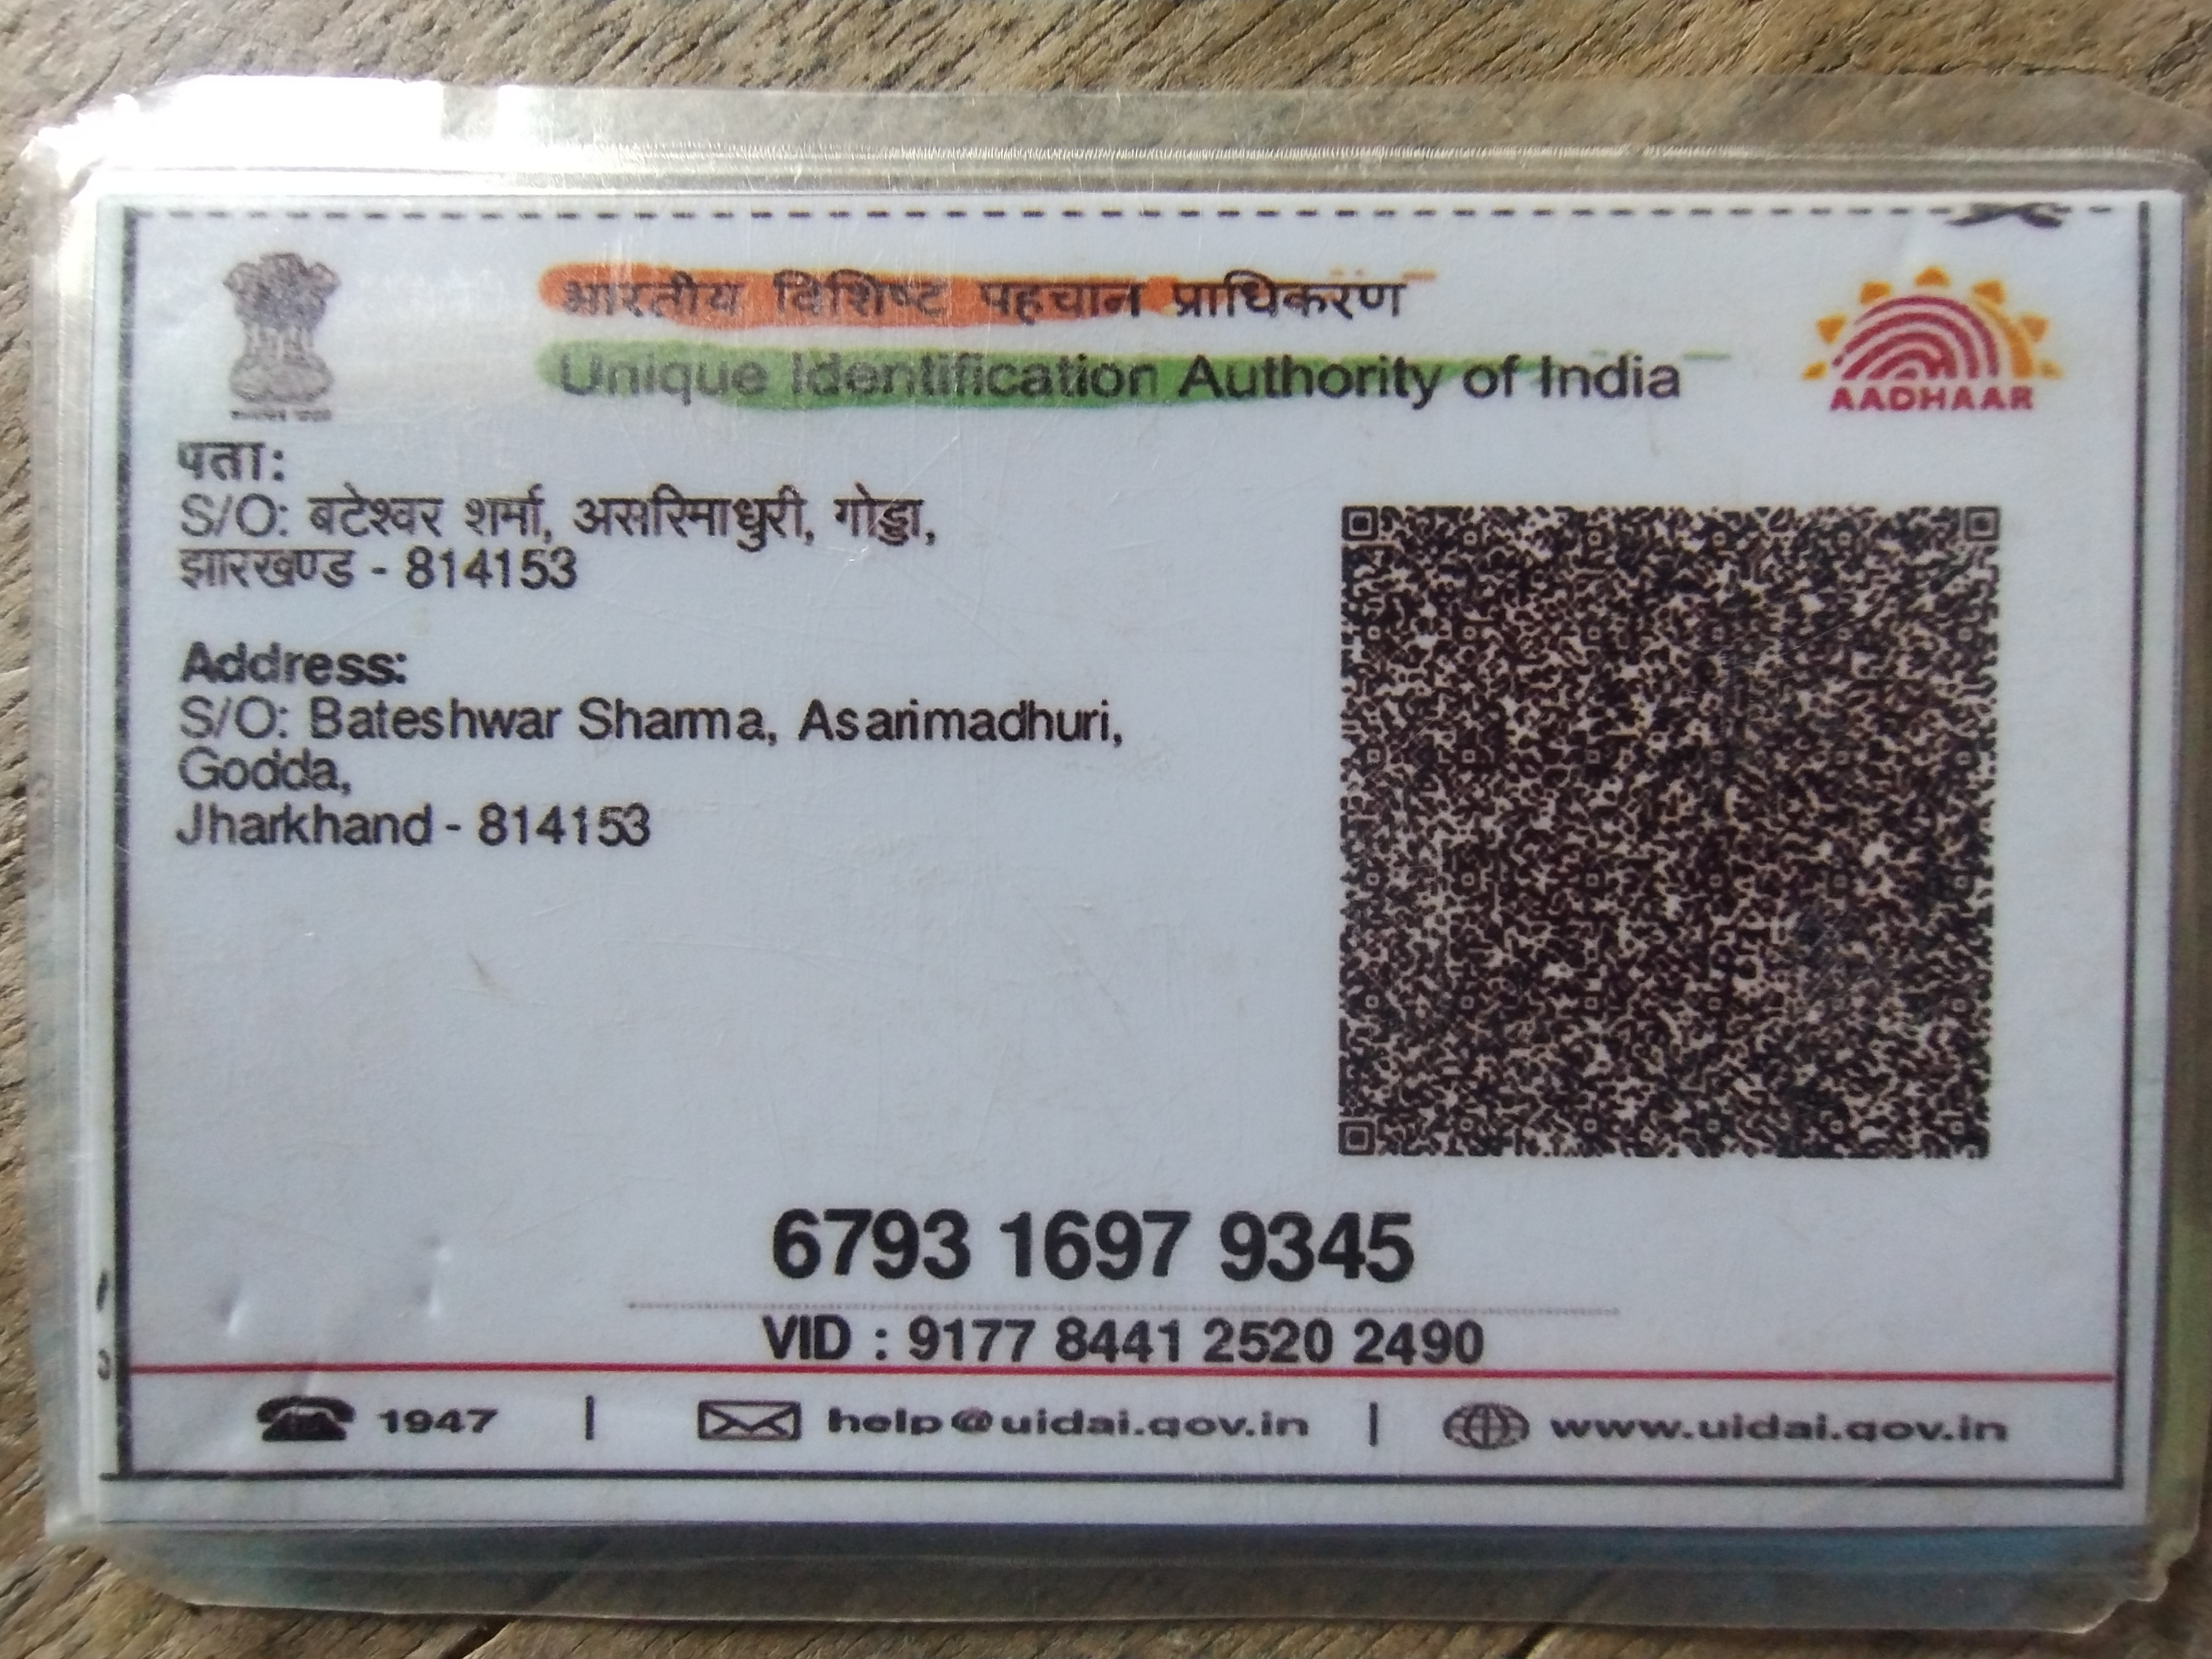 भारतीय विशिष्ट पहचान प्राधिकरण
Unique Identification Authority of India
AADHAAR
पता:
S/O: बटेश्वर शर्मा, असरिमाधुरी, गोड्डा,
झारखण्ड - 814153
Address:
S/O: Bateshwar Sharma, Asarimadhuri,
Godda,
Jharkhand - 814153
6793 1697 9345
VID : 9177 8441 2520 2490
1947 | help@uidai.gov.in | www.uidai.gov.in